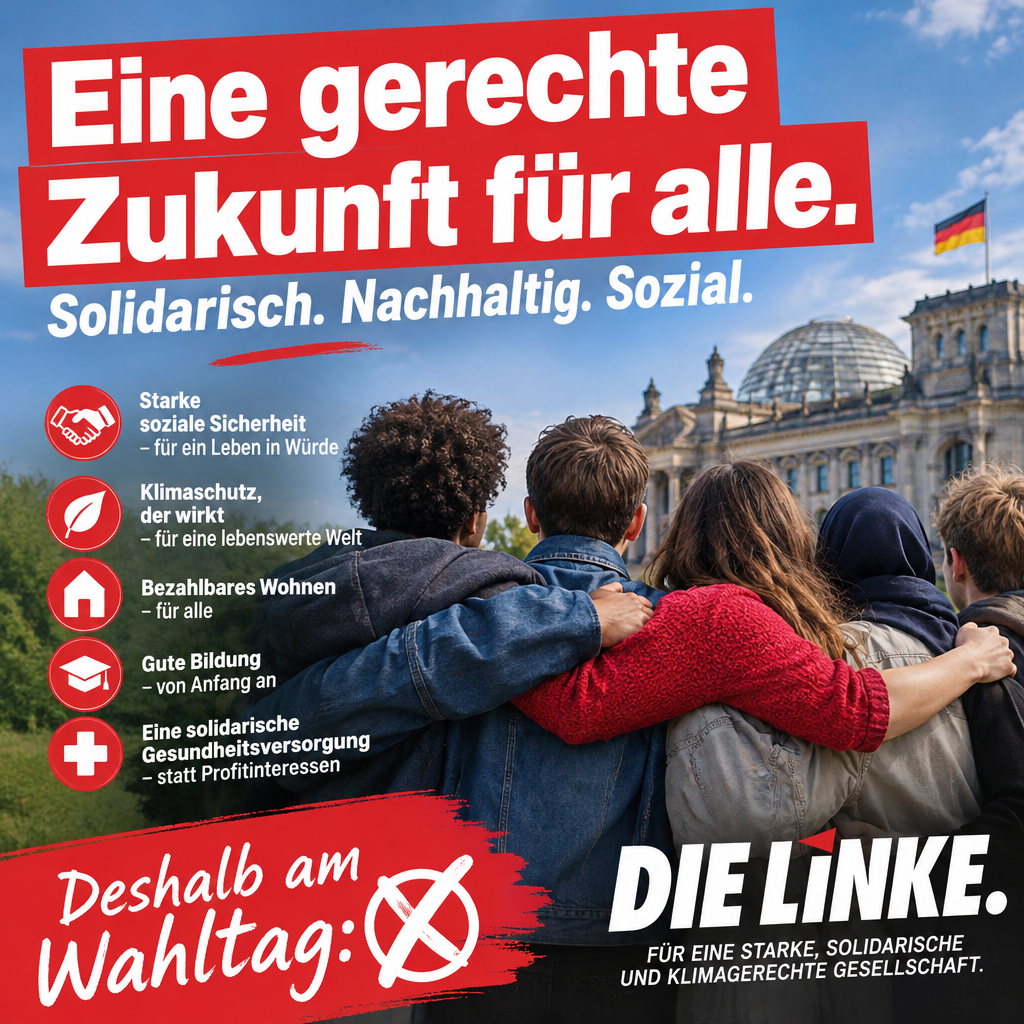 Eine gerechte
Zukunft für alle.
Solidarisch. Nachhaltig. Sozial.
Starke
soziale Sicherheit
– für ein Leben in Würde
Klimaschutz,
der wirkt
– für eine lebenswerte Welt
Bezahlbares Wohnen
– für alle
Gute Bildung
– von Anfang an
Eine solidarische
Gesundheitsversorgung
– statt Profitinteressen
Deshalb am
Wahltag:
DIE LiNKE.
FÜR EINE STARKE, SOLIDARISCHE
UND KLIMAGERECHTE GESELLSCHAFT.